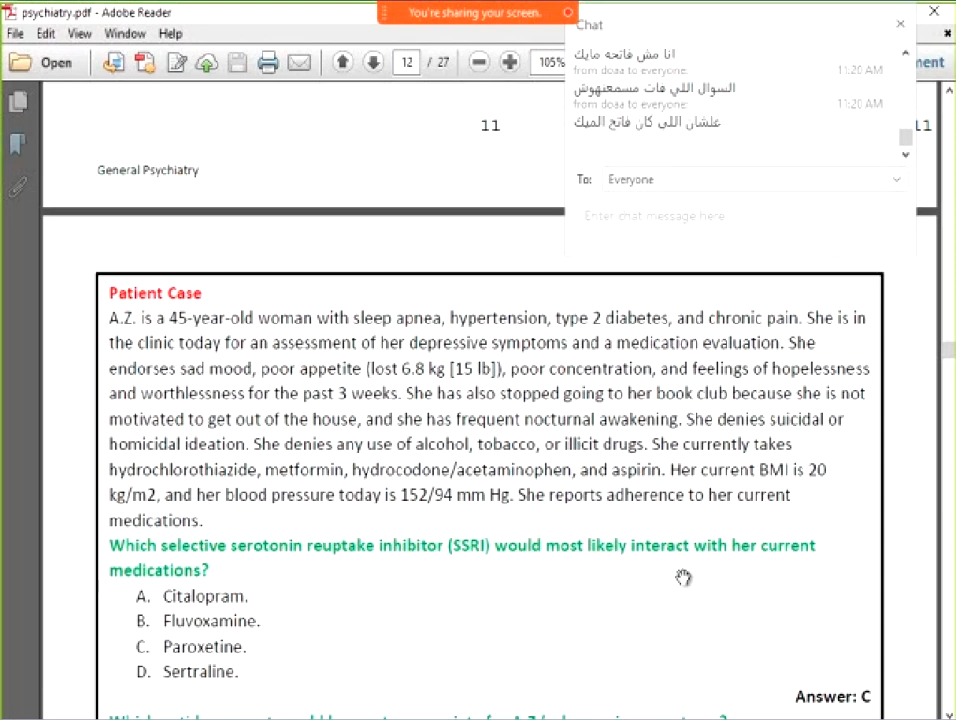 psychiatry.pdf - Adobe Reader
You're sharing your screen.
File Edit View Window Help
Open
12 / 27
105%
Chat
انا مش فاتحه مايك
from doaa to everyone:
11:20 AM
السوال اللي فات مسمعنهوش
from doaa to everyone:
11:20 AM
علشان اللى كان فاتح الميك
To: Everyone
Enter chat message here
ment
11
11
General Psychiatry
Patient Case
A.Z. is a 45-year-old woman with sleep apnea, hypertension, type 2 diabetes, and chronic pain. She is in
the clinic today for an assessment of her depressive symptoms and a medication evaluation. She
endorses sad mood, poor appetite (lost 6.8 kg [15 lb]), poor concentration, and feelings of hopelessness
and worthlessness for the past 3 weeks. She has also stopped going to her book club because she is not
motivated to get out of the house, and she has frequent nocturnal awakening. She denies suicidal or
homicidal ideation. She denies any use of alcohol, tobacco, or illicit drugs. She currently takes
hydrochlorothiazide, metformin, hydrocodone/acetaminophen, and aspirin. Her current BMI is 20
kg/m2, and her blood pressure today is 152/94 mm Hg. She reports adherence to her current
medications.
Which selective serotonin reuptake inhibitor (SSRI) would most likely interact with her current
medications?
A. Citalopram.
B. Fluvoxamine.
C. Paroxetine.
D. Sertraline.
Answer: C